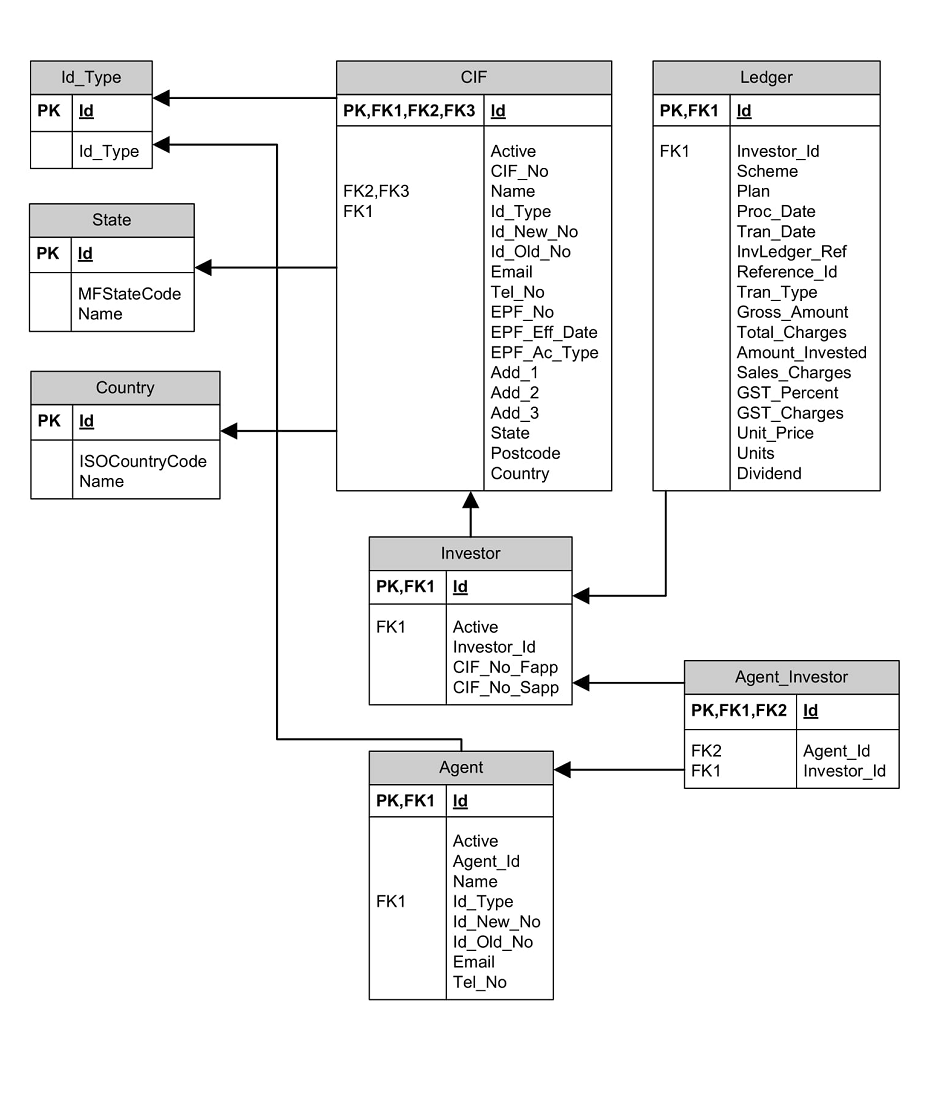 Id_Type
PK Id
Id_Type
State
PK Id
MFStateCode
Name
Country
PK Id
ISOCountryCode
Name
CIF
PK,FK1,FK2,FK3 Id
Active
CIF_No
FK2,FK3 Name
FK1 Id_Type
Id_New_No
Id_Old_No
Email
Tel_No
EPF_No
EPF_Eff_Date
EPF_Ac_Type
Add_1
Add_2
Add_3
State
Postcode
Country
Ledger
PK,FK1 Id
FK1 Investor_Id
Scheme
Plan
Proc_Date
Tran_Date
InvLedger_Ref
Reference_Id
Tran_Type
Gross_Amount
Total_Charges
Amount_Invested
Sales_Charges
GST_Percent
GST_Charges
Unit_Price
Units
Dividend
Investor
PK,FK1 Id
FK1 Active
Investor_Id
CIF_No_Fapp
CIF_No_Sapp
Agent_Investor
PK,FK1,FK2 Id
FK2 Agent_Id
FK1 Investor_Id
Agent
PK,FK1 Id
Active
Agent_Id
Name
FK1 Id_Type
Id_New_No
Id_Old_No
Email
Tel_No